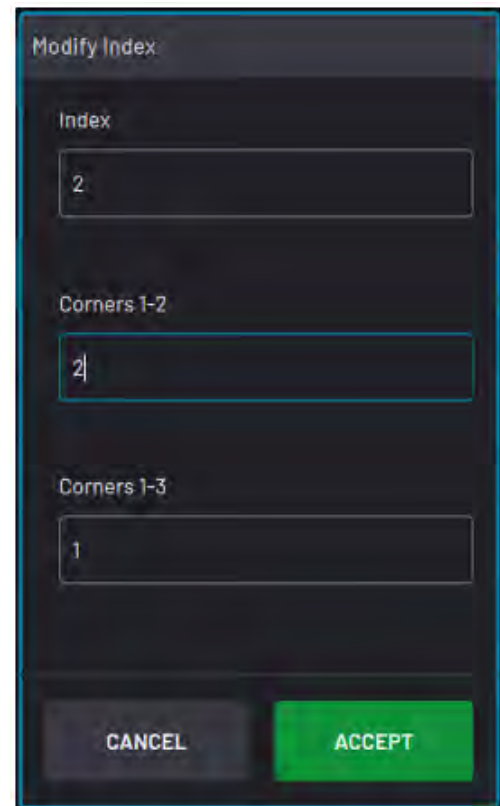 Modify Index
Index
2
Corners 1-2
2
Corners 1-3
1
CANCEL ACCEPT